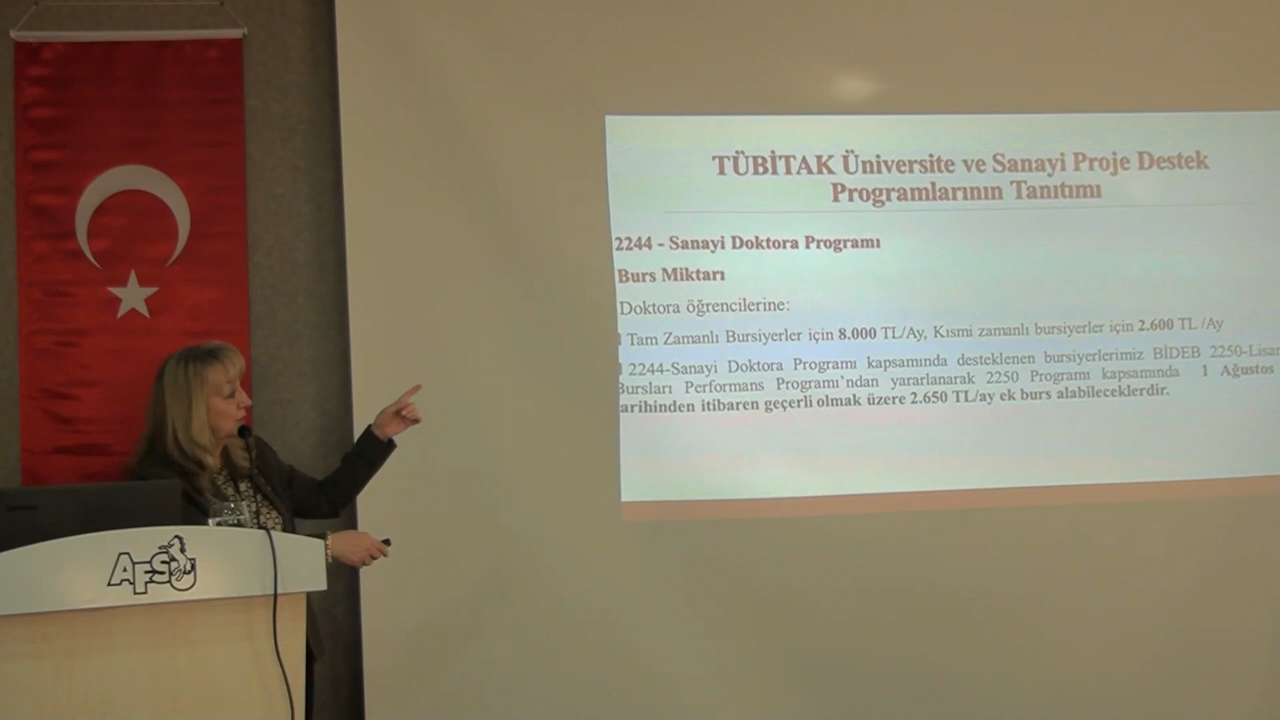 TÜBİTAK Üniversite ve Sanayi Proje Destek
Programlarının Tanıtımı
2244 - Sanayi Doktora Programı
Burs Miktarı
Doktora öğrencilerine:
Tam Zamanlı Bursiyerler için 8.000 TL/Ay, Kısmi zamanlı bursiyerler için 2.600 TL /Ay
2244-Sanayi Doktora Programı kapsamında desteklenen bursiyerlerimiz BİDEB 2250-Lisan
Bursları Performans Programı'ndan yararlanarak 2250 Programı kapsamında 1 Ağustos
arihinden itibaren geçerli olmak üzere 2.650 TL/ay ek burs alabileceklerdir.
AFSU